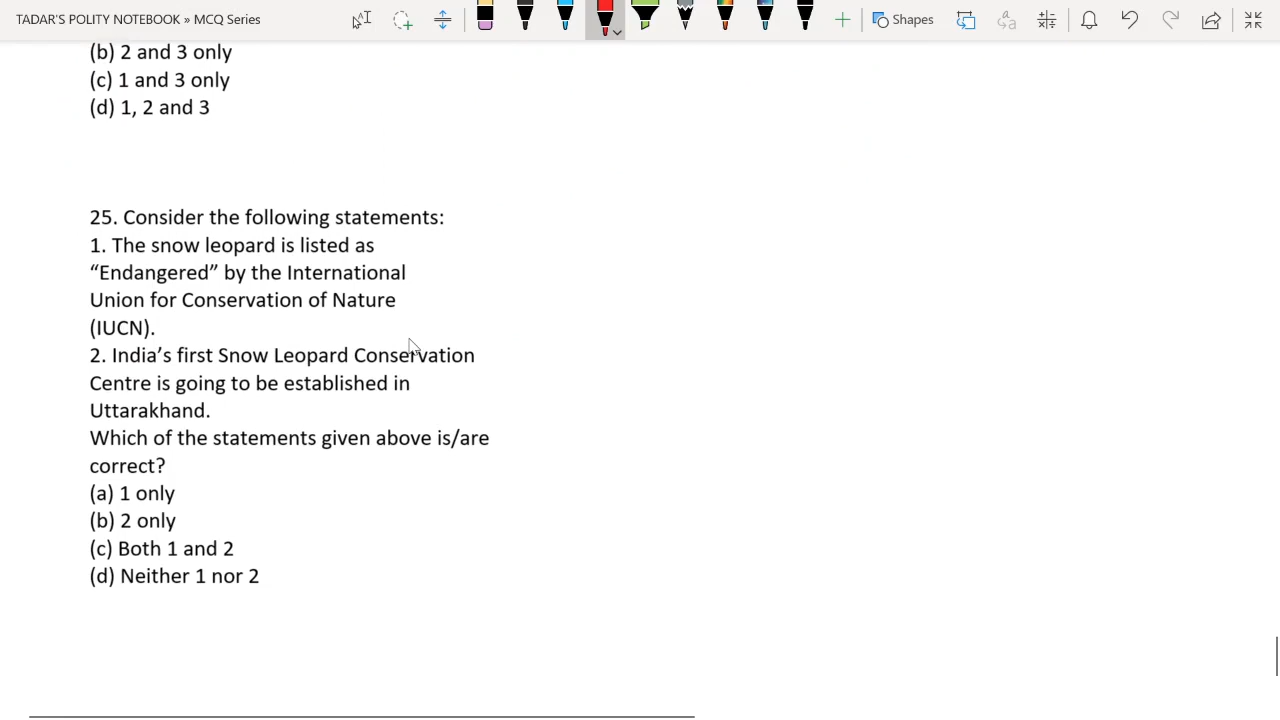 TADAR'S POLITY NOTEBOOK » MCQ Series
Shapes
(b) 2 and 3 only
(c) 1 and 3 only
(d) 1, 2 and 3
25. Consider the following statements:
1. The snow leopard is listed as
“Endangered” by the International
Union for Conservation of Nature
(IUCN).
2. India’s first Snow Leopard Conservation
Centre is going to be established in
Uttarakhand.
Which of the statements given above is/are
correct?
(a) 1 only
(b) 2 only
(c) Both 1 and 2
(d) Neither 1 nor 2